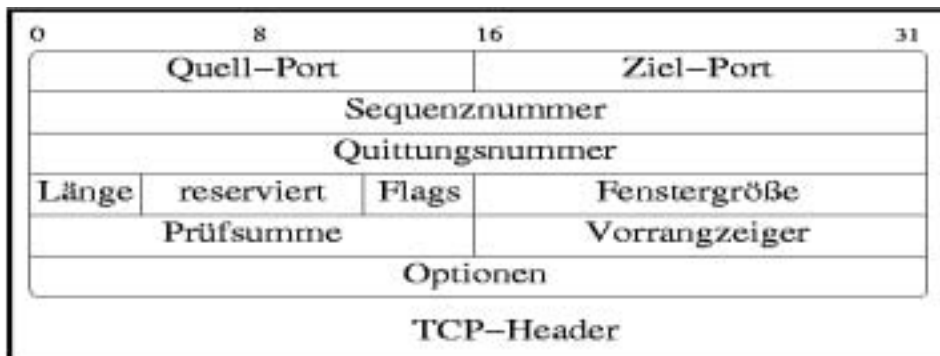 0 8 16 31
Quell–Port Ziel–Port
Sequenznummer
Quittungsnummer
Länge reserviert Flags Fenstergröße
Prüfsumme Vorrangzeiger
Optionen
TCP–Header